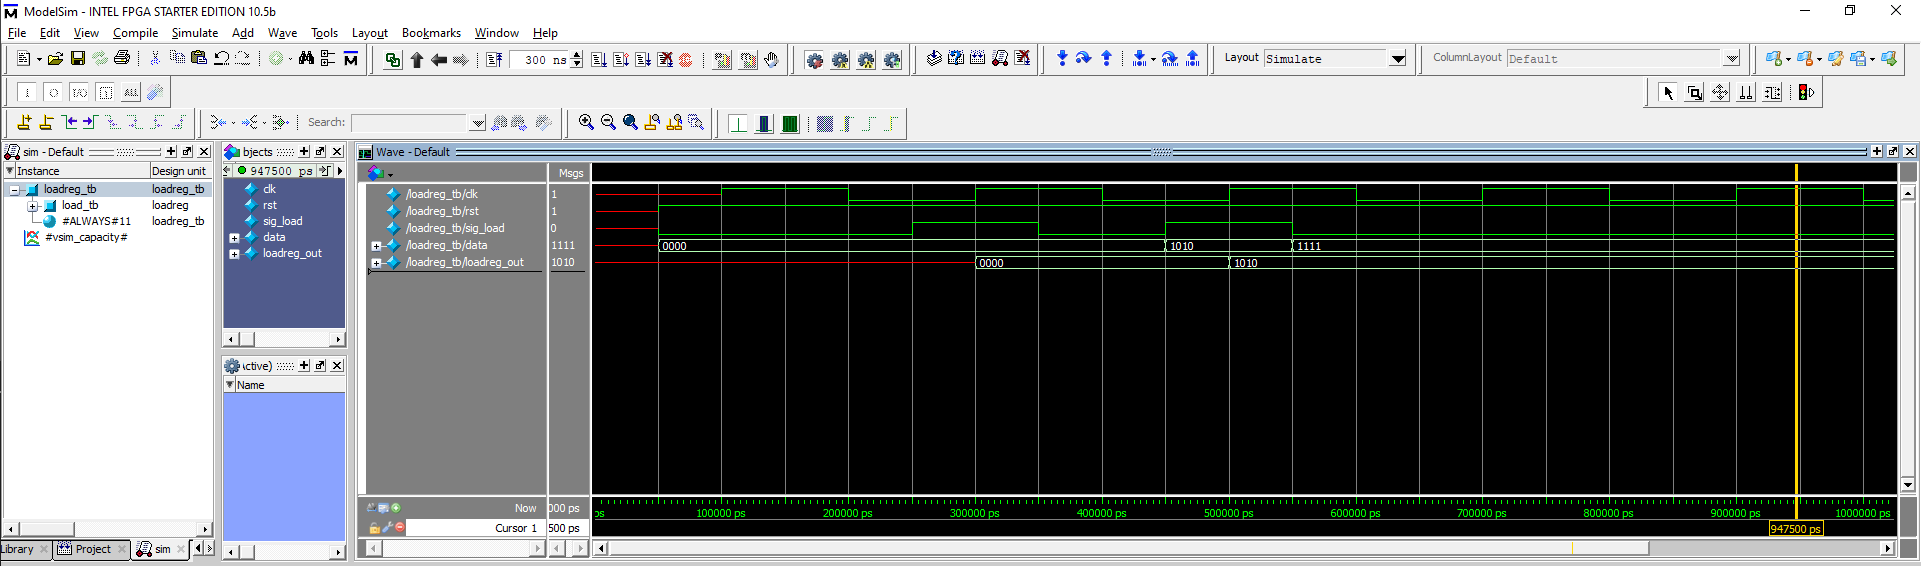 ModelSim - INTEL FPGA STARTER EDITION 10.5b
File Edit View Compile Simulate Add Wave Tools Layout Bookmarks Window Help
300 ns
Layout Simulate
ColumnLayout Default
ALL
Search:
sim - Default
Instance Design unit
loadreg_tb loadreg_tb
load_tb loadreg
#ALWAYS#11 loadreg_tb
#vsim_capacity#
Library Project sim
bjects
947500 ps
clk
rst
sig_load
data
loadreg_out
ctive)
Name
Wave - Default
Msgs
/loadreg_tb/clk 1
/loadreg_tb/rst 1
/loadreg_tb/sig_load 0
/loadreg_tb/data 1111 0000 1010 1111
/loadreg_tb/loadreg_out 1010 0000 1010
Now 000 ps
ps 100000 ps 200000 ps 300000 ps 400000 ps 500000 ps 600000 ps 700000 ps 800000 ps 900000 ps 1000000 ps
Cursor 1 500 ps 947500 ps